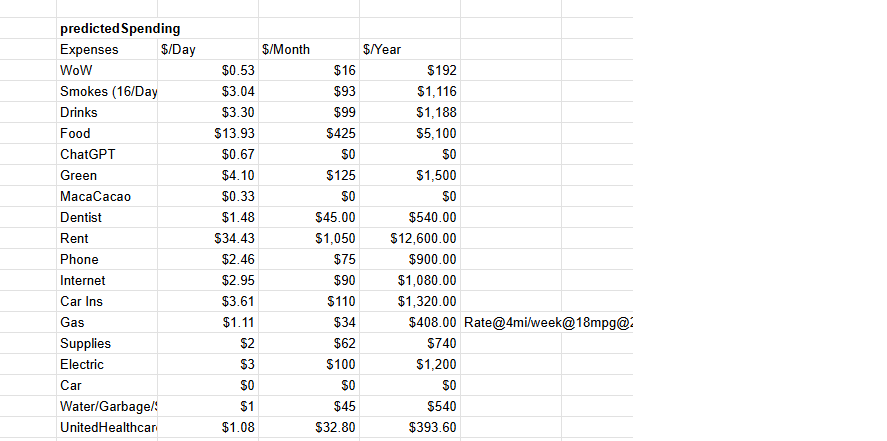 predictedSpending
Expenses $/Day $/Month $/Year
WoW $0.53 $16 $192
Smokes (16/Day $3.04 $93 $1,116
Drinks $3.30 $99 $1,188
Food $13.93 $425 $5,100
ChatGPT $0.67 $0 $0
Green $4.10 $125 $1,500
MacaCacao $0.33 $0 $0
Dentist $1.48 $45.00 $540.00
Rent $34.43 $1,050 $12,600.00
Phone $2.46 $75 $900.00
Internet $2.95 $90 $1,080.00
Car Ins $3.61 $110 $1,320.00
Gas $1.11 $34 $408.00 Rate@4mi/week@18mpg@2
Supplies $2 $62 $740
Electric $3 $100 $1,200
Car $0 $0 $0
Water/Garbage/S $1 $45 $540
UnitedHealthcar $1.08 $32.80 $393.60